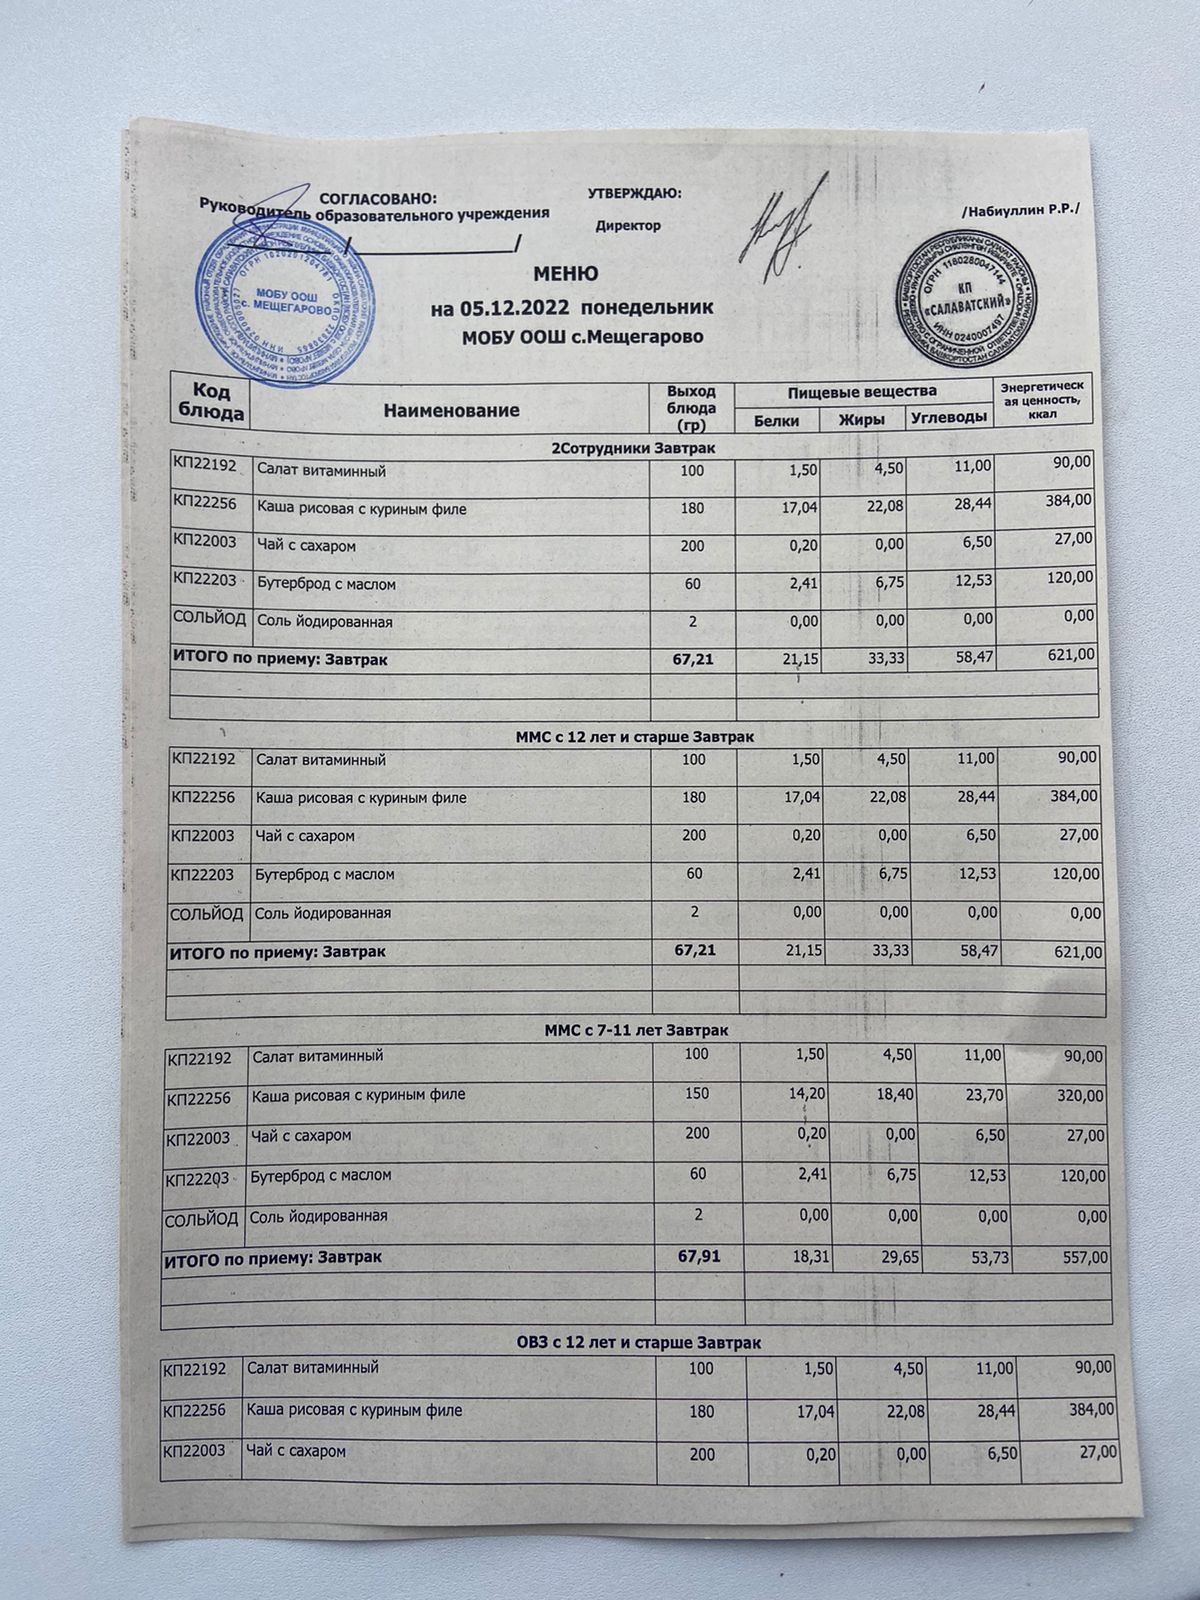 СОГЛАСОВАНО:
Руководитель образовательного учреждения
УТВЕРЖДАЮ:
Директор
/Набиуллин Р.Р./
/ /
МОБУ ООШ
с. МЕЩЕГАРОВО
ОГРН 1180280047144
КП
«САЛАВАТСКИЙ»
ИНН 0240007497
МЕНЮ
на 05.12.2022 понедельник
МОБУ ООШ с.Мещегарово
Код блюда Наименование Выход блюда (гр) Пищевые вещества Энергетическ ая ценность, ккал
Белки Жиры Углеводы
2Сотрудники Завтрак
КП22192 Салат витаминный 100 1,50 4,50 11,00 90,00
КП22256 Каша рисовая с куриным филе 180 17,04 22,08 28,44 384,00
КП22003 Чай с сахаром 200 0,20 0,00 6,50 27,00
КП22203 Бутерброд с маслом 60 2,41 6,75 12,53 120,00
СОЛЬЙОД Соль йодированная 2 0,00 0,00 0,00 0,00
ИТОГО по приему: Завтрак 67,21 21,15 33,33 58,47 621,00
ММС с 12 лет и старше Завтрак
КП22192 Салат витаминный 100 1,50 4,50 11,00 90,00
КП22256 Каша рисовая с куриным филе 180 17,04 22,08 28,44 384,00
КП22003 Чай с сахаром 200 0,20 0,00 6,50 27,00
КП22203 Бутерброд с маслом 60 2,41 6,75 12,53 120,00
СОЛЬЙОД Соль йодированная 2 0,00 0,00 0,00 0,00
ИТОГО по приему: Завтрак 67,21 21,15 33,33 58,47 621,00
ММС с 7-11 лет Завтрак
КП22192 Салат витаминный 100 1,50 4,50 11,00 90,00
КП22256 Каша рисовая с куриным филе 150 14,20 18,40 23,70 320,00
КП22003 Чай с сахаром 200 0,20 0,00 6,50 27,00
КП22203 Бутерброд с маслом 60 2,41 6,75 12,53 120,00
СОЛЬЙОД Соль йодированная 2 0,00 0,00 0,00 0,00
ИТОГО по приему: Завтрак 67,91 18,31 29,65 53,73 557,00
ОВЗ с 12 лет и старше Завтрак
КП22192 Салат витаминный 100 1,50 4,50 11,00 90,00
КП22256 Каша рисовая с куриным филе 180 17,04 22,08 28,44 384,00
КП22003 Чай с сахаром 200 0,20 0,00 6,50 27,00